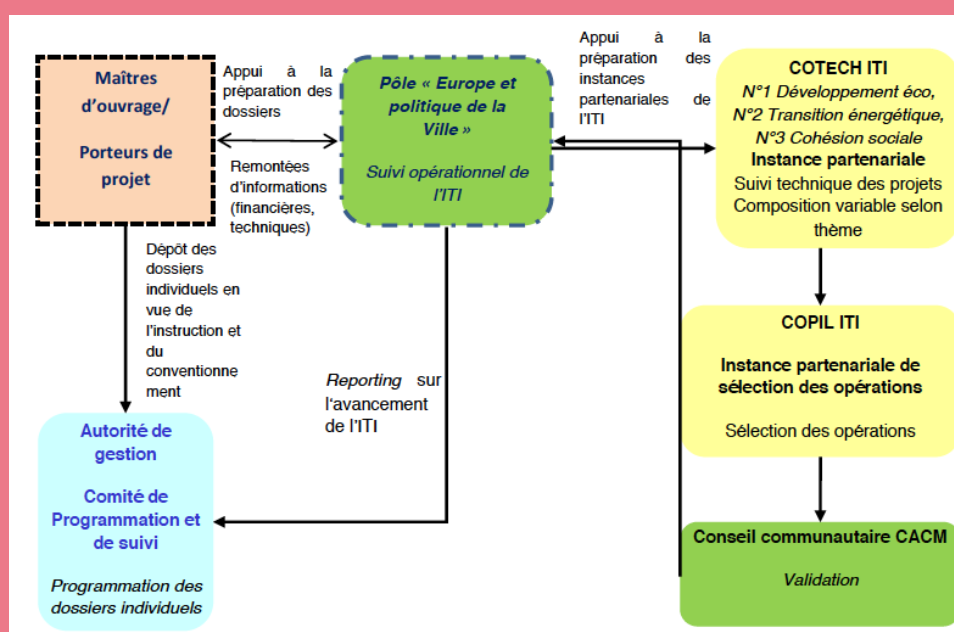 Maîtres
d'ouvrage/
Porteurs de
projet
Appui à la
préparation des
dossiers
Remontées
d'informations
(financières,
techniques)
Pôle « Europe et
politique de la
Ville »
Suivi opérationnel de
l'ITI
Appui à la
préparation des
instances
partenariales de
l'ITI
COTECH ITI
N°1 Développement éco,
N°2 Transition énergétique,
N°3 Cohésion sociale
Instance partenariale
Suivi technique des projets
Composition variable selon
thème
Dépôt des
dossiers
individuels en
vue de
l'instruction et
du
conventionne
ment
Reporting sur
l'avancement
de l'ITI
COPIL ITI
Instance partenariale de
sélection des opérations
Sélection des opérations
Autorité de
gestion
Comité de
Programmation et
de suivi
Programmation des
dossiers individuels
Conseil communautaire CACM
Validation